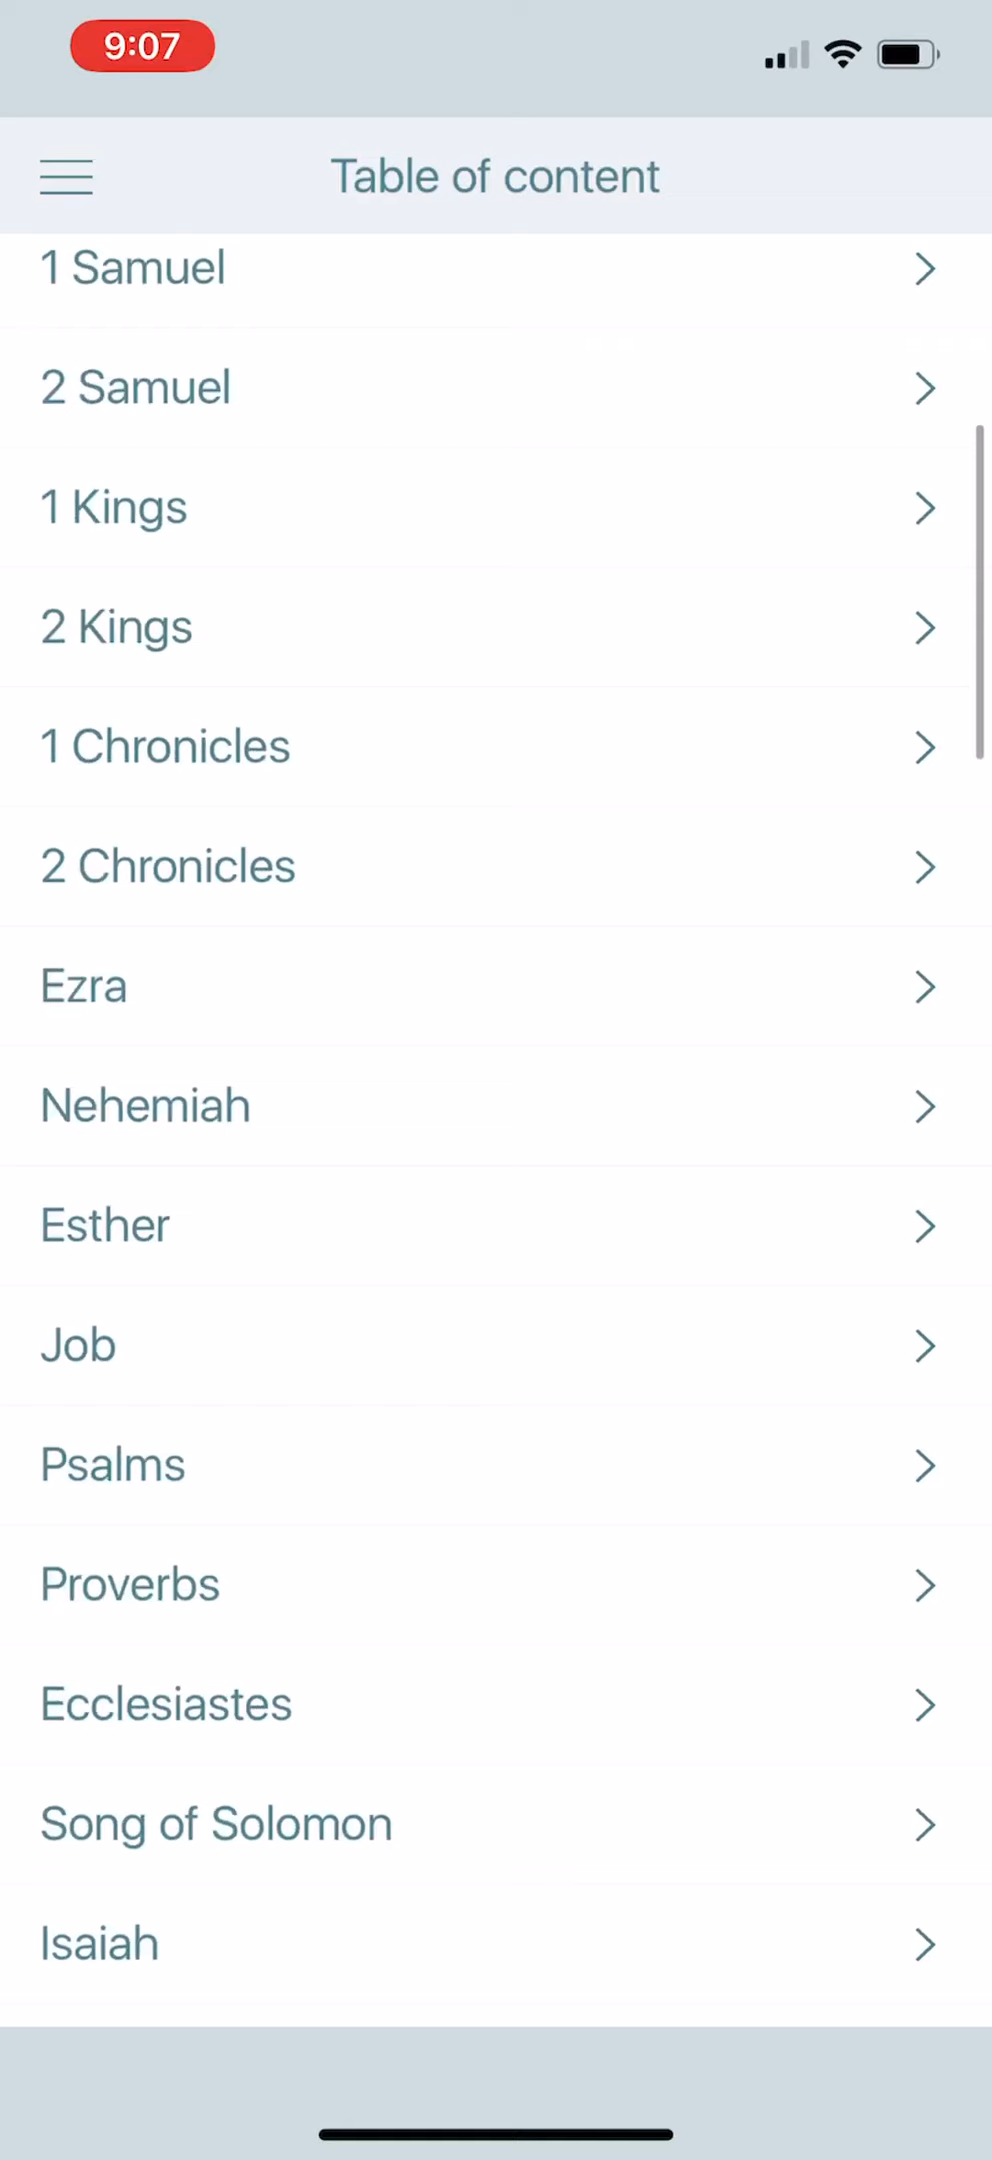 9:07
Table of content
1 Samuel
2 Samuel
1 Kings
2 Kings
1 Chronicles
2 Chronicles
Ezra
Nehemiah
Esther
Job
Psalms
Proverbs
Ecclesiastes
Song of Solomon
Isaiah